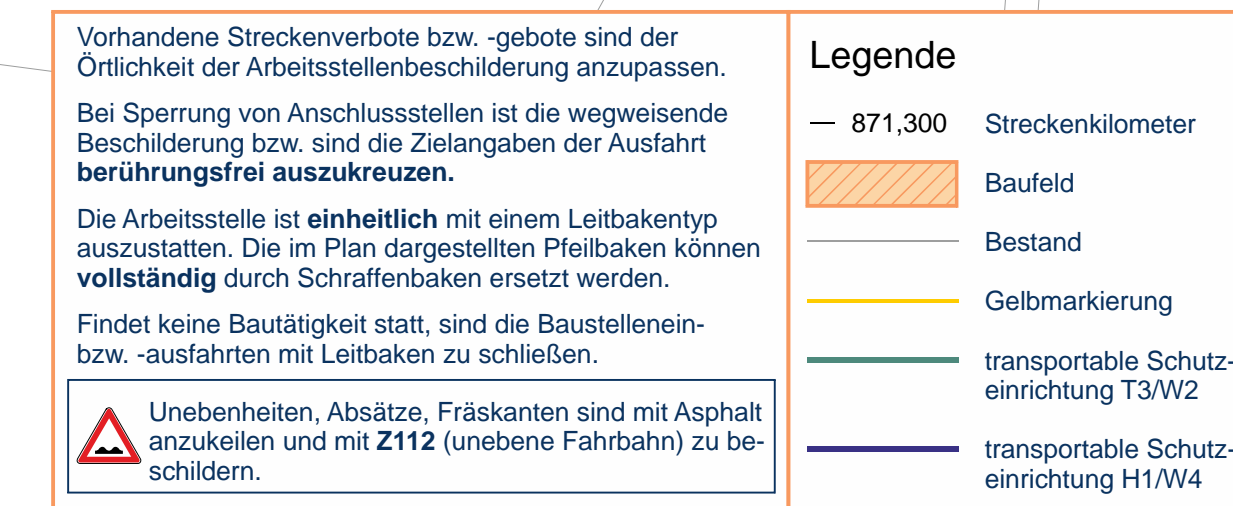 Vorhandene Streckenverbote bzw. -gebote sind der
Örtlichkeit der Arbeitsstellenbeschilderung anzupassen.
Bei Sperrung von Anschlussstellen ist die wegweisende
Beschilderung bzw. sind die Zielangaben der Ausfahrt
berührungsfrei auszukreuzen.
Die Arbeitsstelle ist einheitlich mit einem Leitbakentyp
auszustatten. Die im Plan dargestellten Pfeilbaken können
vollständig durch Schraffenbaken ersetzt werden.
Findet keine Bautätigkeit statt, sind die Baustellenein-
bzw. -ausfahrten mit Leitbaken zu schließen.
Unebenheiten, Absätze, Fräskanten sind mit Asphalt
anzukeilen und mit Z112 (unebene Fahrbahn) zu be-
schildern.
Legende
871,300 Streckenkilometer
Baufeld
Bestand
Gelbmarkierung
transportable Schutz-
einrichtung T3/W2
transportable Schutz-
einrichtung H1/W4